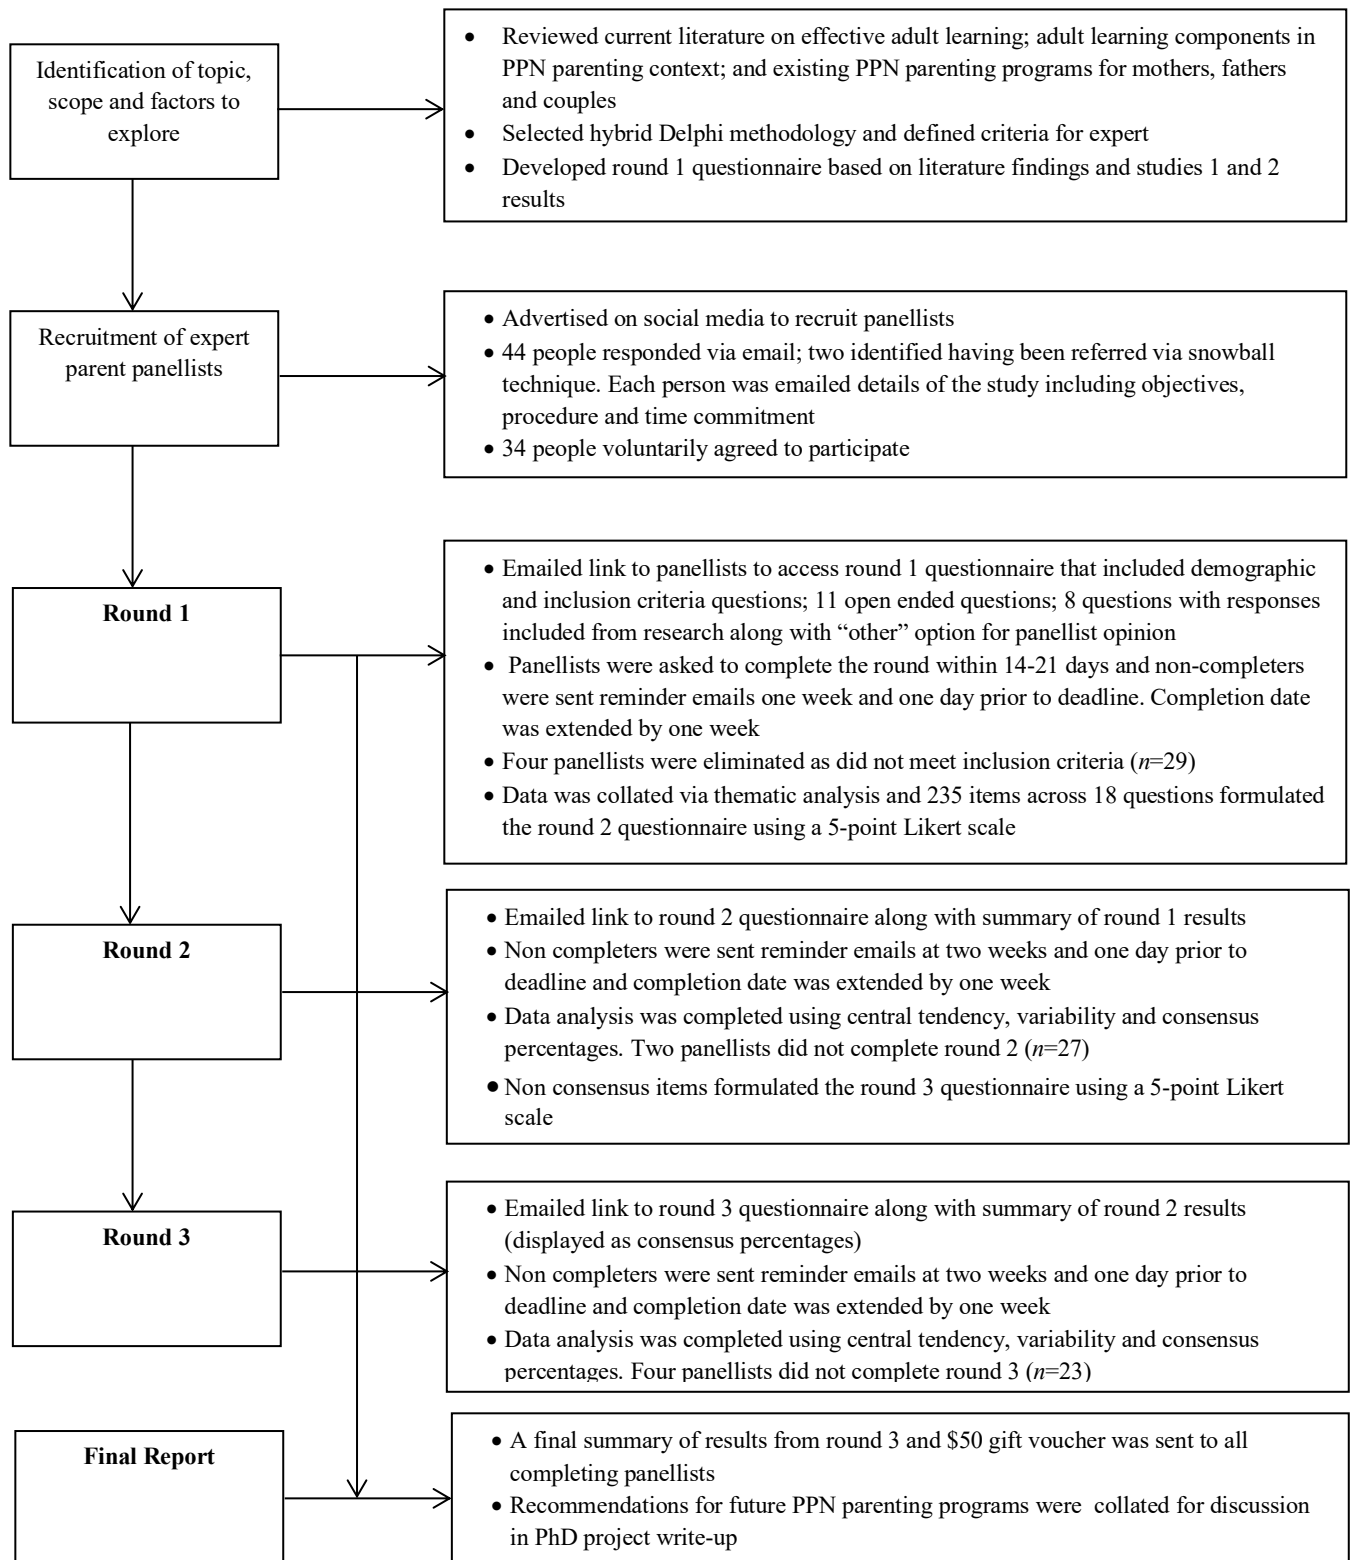 Identification of topic,
scope and factors to
explore
• Reviewed current literature on effective adult learning; adult learning components in
PPN parenting context; and existing PPN parenting programs for mothers, fathers
and couples
• Selected hybrid Delphi methodology and defined criteria for expert
• Developed round 1 questionnaire based on literature findings and studies 1 and 2
results
Recruitment of expert
parent panellists
• Advertised on social media to recruit panellists
• 44 people responded via email; two identified having been referred via snowball
technique. Each person was emailed details of the study including objectives,
procedure and time commitment
• 34 people voluntarily agreed to participate
Round 1
• Emailed link to panellists to access round 1 questionnaire that included demographic
and inclusion criteria questions; 11 open ended questions; 8 questions with responses
included from research along with “other” option for panellist opinion
• Panellists were asked to complete the round within 14-21 days and non-completers
were sent reminder emails one week and one day prior to deadline. Completion date
was extended by one week
• Four panellists were eliminated as did not meet inclusion criteria (n=29)
• Data was collated via thematic analysis and 235 items across 18 questions formulated
the round 2 questionnaire using a 5-point Likert scale
Round 2
• Emailed link to round 2 questionnaire along with summary of round 1 results
• Non completers were sent reminder emails at two weeks and one day prior to
deadline and completion date was extended by one week
• Data analysis was completed using central tendency, variability and consensus
percentages. Two panellists did not complete round 2 (n=27)
• Non consensus items formulated the round 3 questionnaire using a 5-point Likert
scale
Round 3
• Emailed link to round 3 questionnaire along with summary of round 2 results
(displayed as consensus percentages)
• Non completers were sent reminder emails at two weeks and one day prior to
deadline and completion date was extended by one week
• Data analysis was completed using central tendency, variability and consensus
percentages. Four panellists did not complete round 3 (n=23)
Final Report
• A final summary of results from round 3 and $50 gift voucher was sent to all
completing panellists
• Recommendations for future PPN parenting programs were collated for discussion
in PhD project write-up